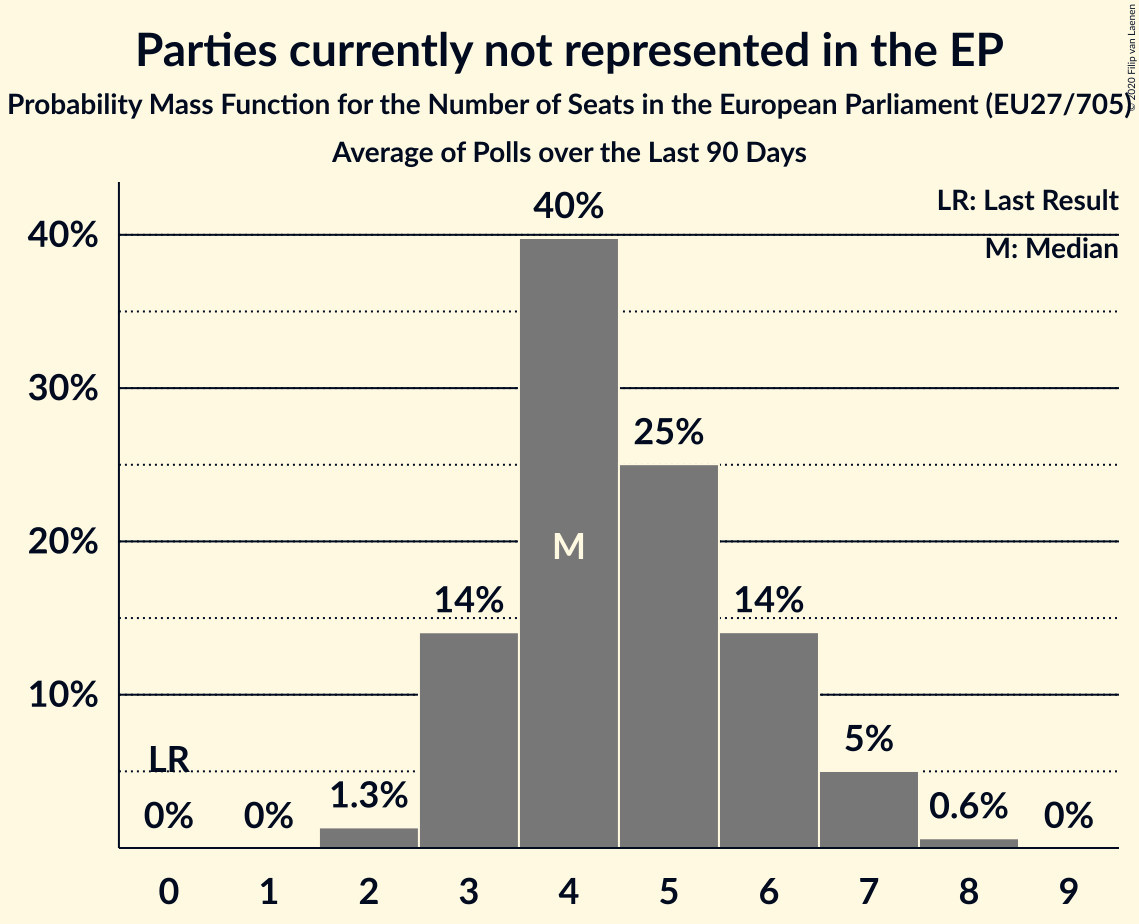 Parties currently not represented in the EP
Probability Mass Function for the Number of Seats in the European Parliament (EU27/705)
Average of Polls over the Last 90 Days
© 2020 Filip van Laenen
LR: Last Result
M: Median
40%
30%
20%
10%
LR
0%
0%
1.3%
14%
40%
M
25%
14%
5%
0.6%
0%
0 1 2 3 4 5 6 7 8 9